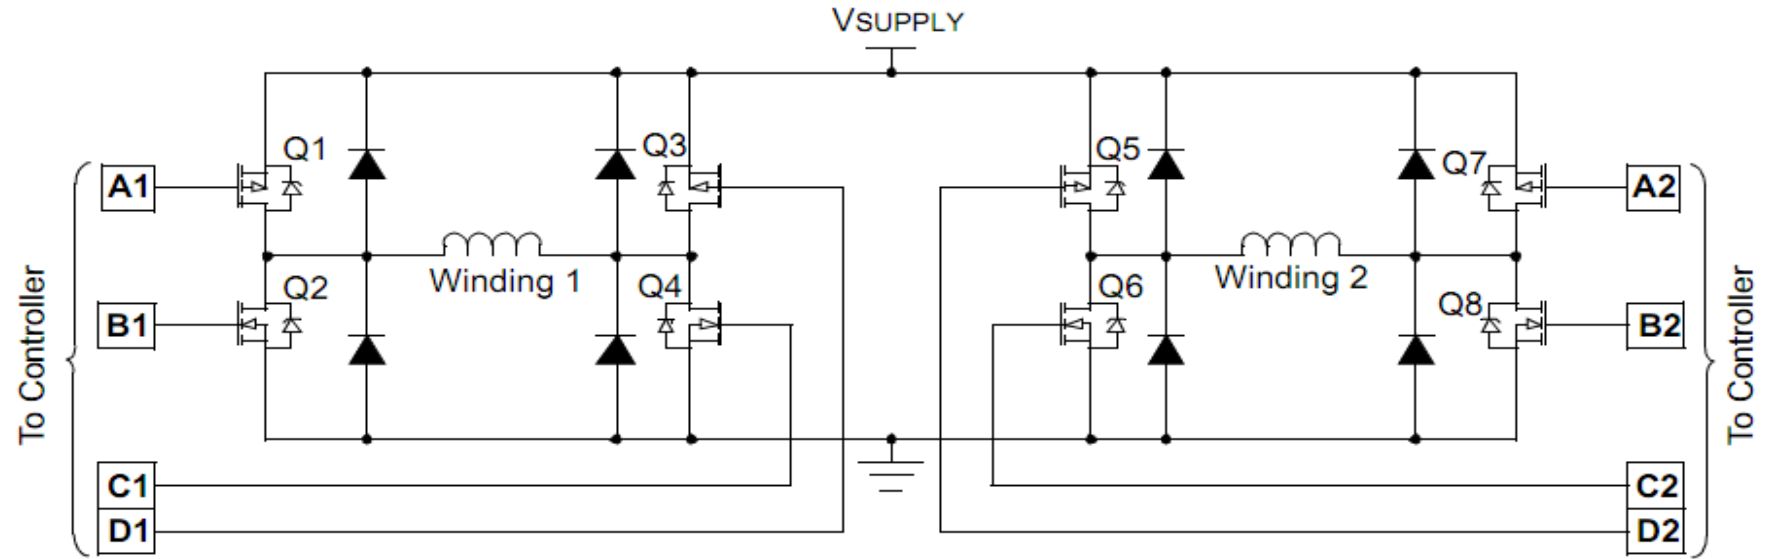 VSUPPLY
Q1
Q3
Q5
Q7
A1
A2
Winding 1
Winding 2
Q2
Q4
Q6
Q8
B1
B2
To Controller
To Controller
C1
C2
D1
D2